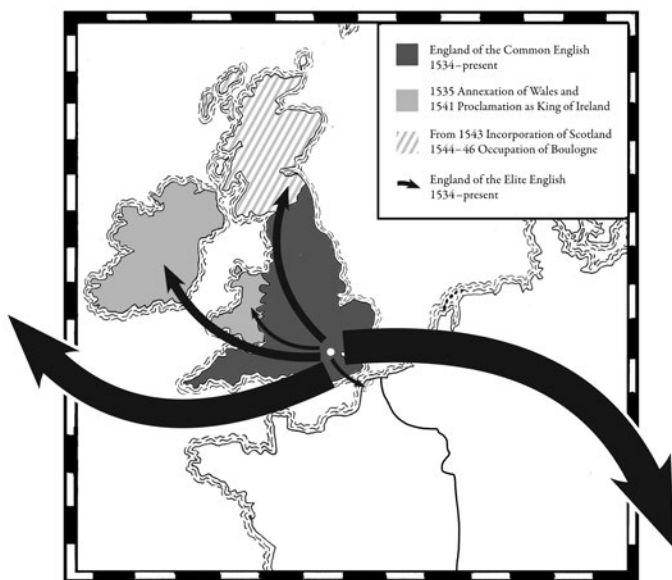 England of the Common English
1534–present
1535 Annexation of Wales and
1541 Proclamation as King of Ireland
From 1543 Incorporation of Scotland
1544–46 Occupation of Boulogne
England of the Elite English
1534–present